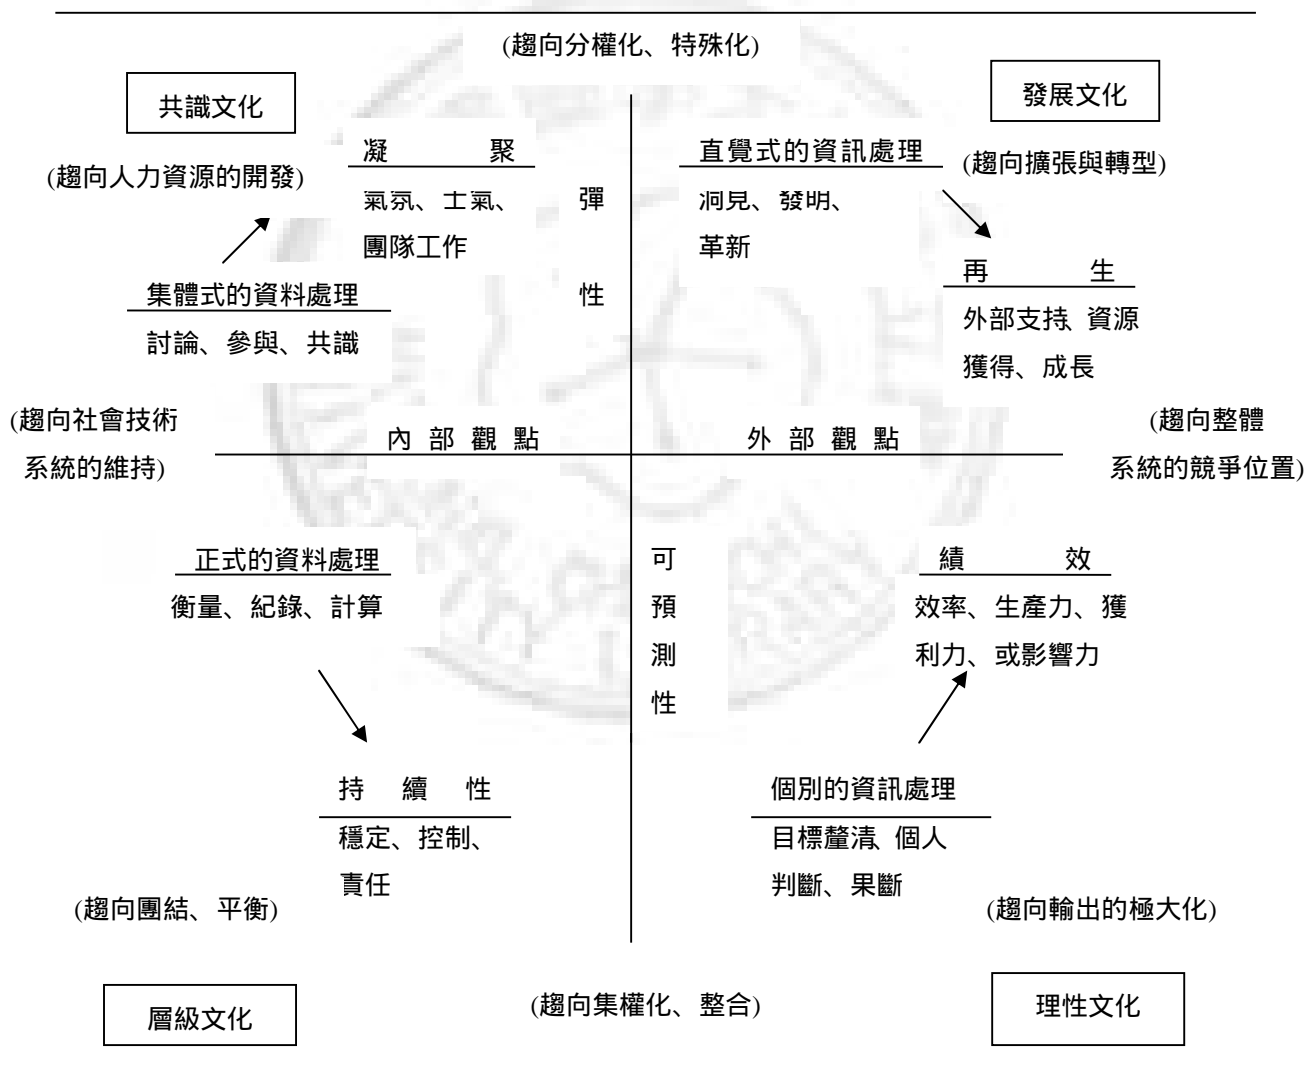 (趨向分權化、特殊化)
共識文化
發展文化
(趨向人力資源的開發)
凝聚
氣氛、士氣、
團隊工作
彈性
直覺式的資訊處理
洞見、發明、
革新
(趨向擴張與轉型)
集體式的資料處理
討論、參與、共識
再生
外部支持、資源
獲得、成長
(趨向社會技術
系統的維持)
內部觀點
外部觀點
(趨向整體
系統的競爭位置)
正式的資料處理
衡量、紀錄、計算
可預測性
績效
效率、生產力、獲
利力、或影響力
持續性
穩定、控制、
責任
個別的資訊處理
目標釐清、個人
判斷、果斷
(趨向團結、平衡)
(趨向輸出的極大化)
層級文化
(趨向集權化、整合)
理性文化